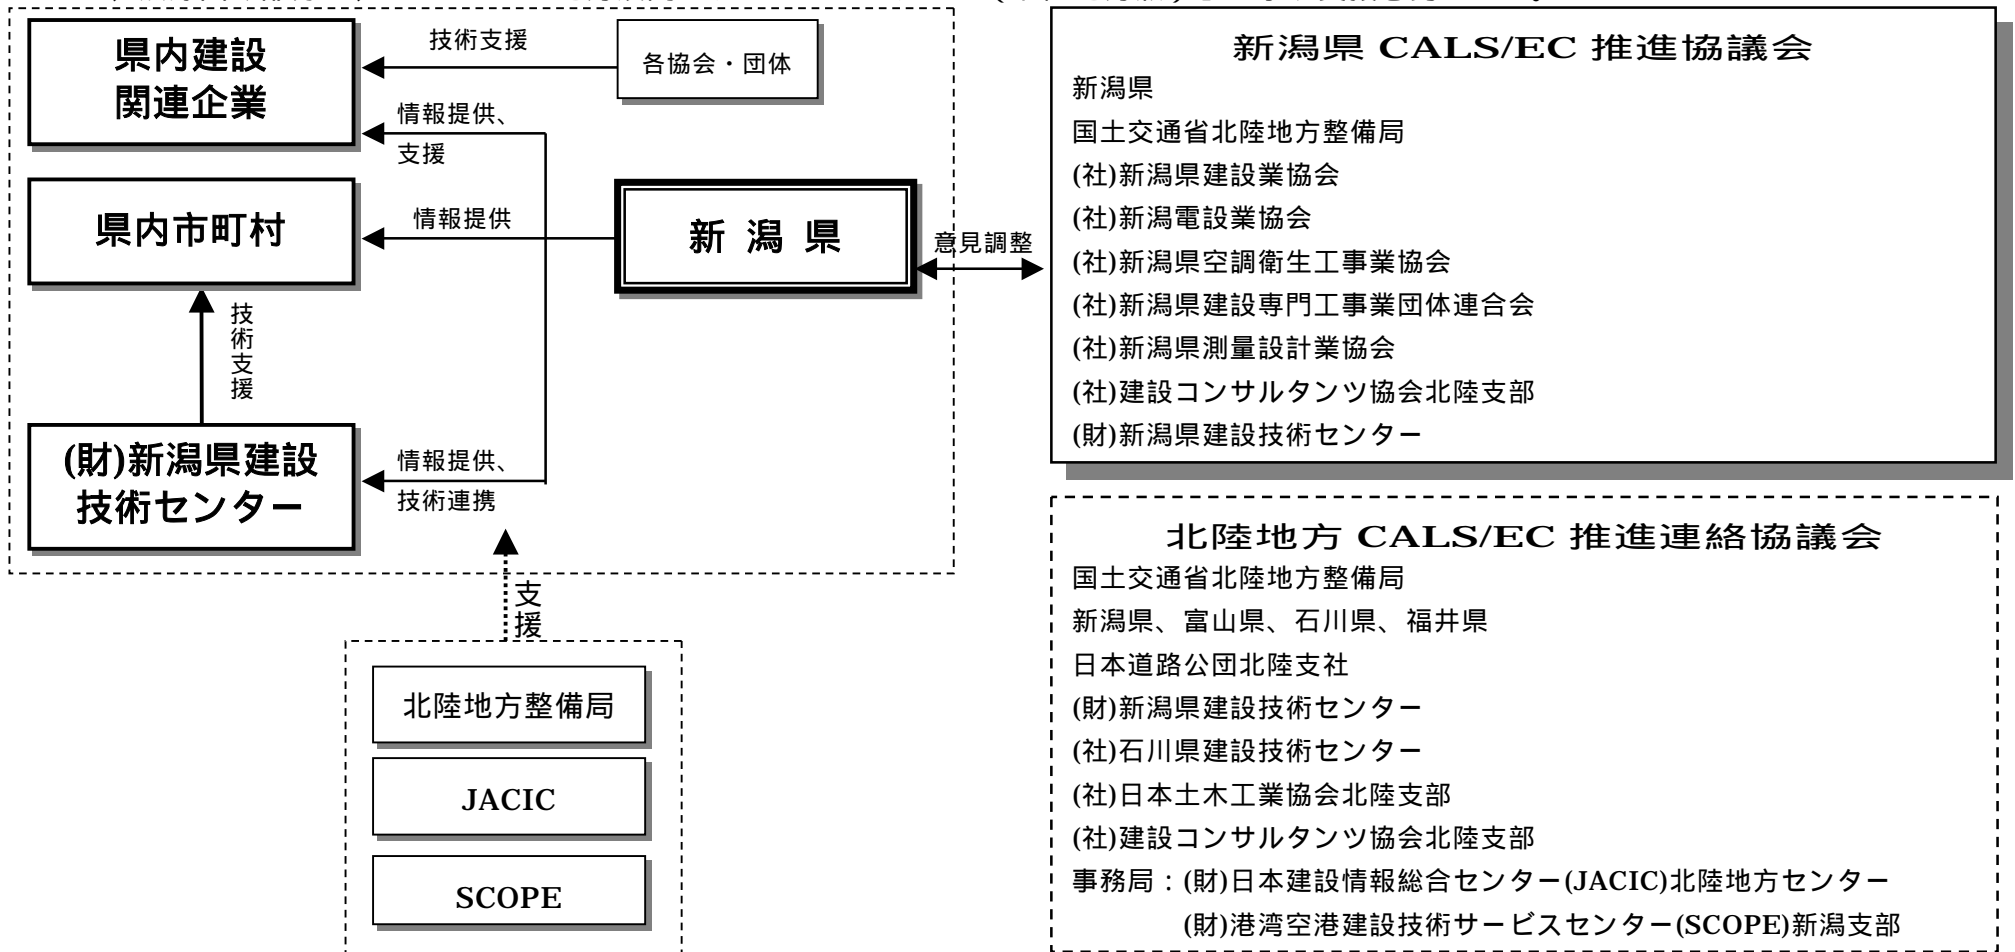 県内建設
関連企業
技術支援
各協会・団体
情報提供、
支援
県内市町村
情報提供
新 潟 県
意見調整
技術支援
(財)新潟県建設
技術センター
情報提供、
技術連携
支援
北陸地方整備局
JACIC
SCOPE
新潟県 CALS/EC 推進協議会
新潟県
国土交通省北陸地方整備局
(社)新潟県建設業協会
(社)新潟電設業協会
(社)新潟県空調衛生工事業協会
(社)新潟県建設専門工事業団体連合会
(社)新潟県測量設計業協会
(社)建設コンサルタンツ協会北陸支部
(財)新潟県建設技術センター
北陸地方 CALS/EC 推進連絡協議会
国土交通省北陸地方整備局
新潟県、富山県、石川県、福井県
日本道路公団北陸支社
(財)新潟県建設技術センター
(社)石川県建設技術センター
(社)日本土木工業協会北陸支部
(社)建設コンサルタンツ協会北陸支部
事務局：(財)日本建設情報総合センター(JACIC)北陸地方センター
(財)港湾空港建設技術サービスセンター(SCOPE)新潟支部